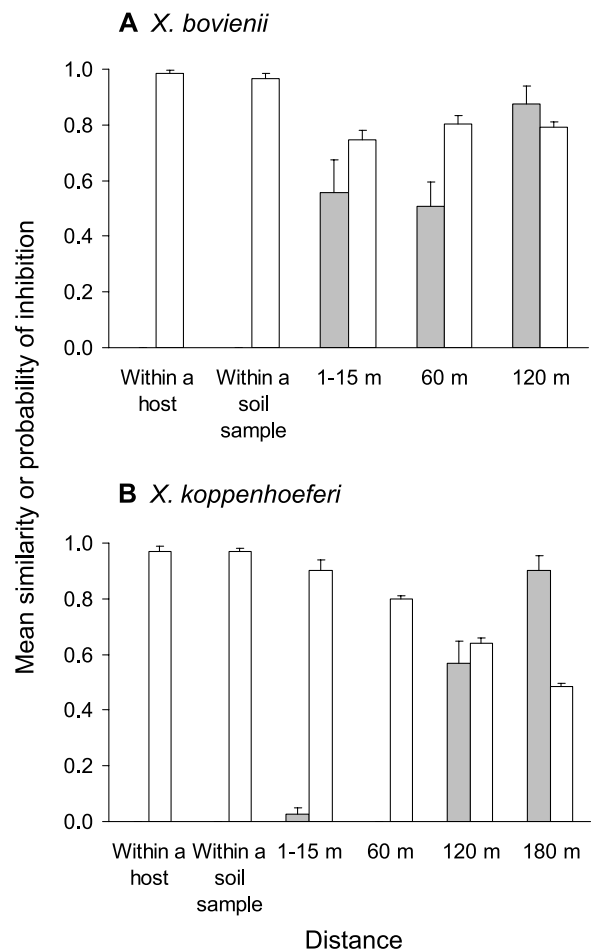 A X. bovienii
1.0
0.8
0.6
0.4
0.2
0.0
Within a host
Within a soil sample
1-15 m
60 m
120 m
Mean similarity or probability of inhibition
B X. koppenhoeferi
1.0
0.8
0.6
0.4
0.2
0.0
Within a host
Within a soil sample
1-15 m
60 m
120 m
180 m
Distance